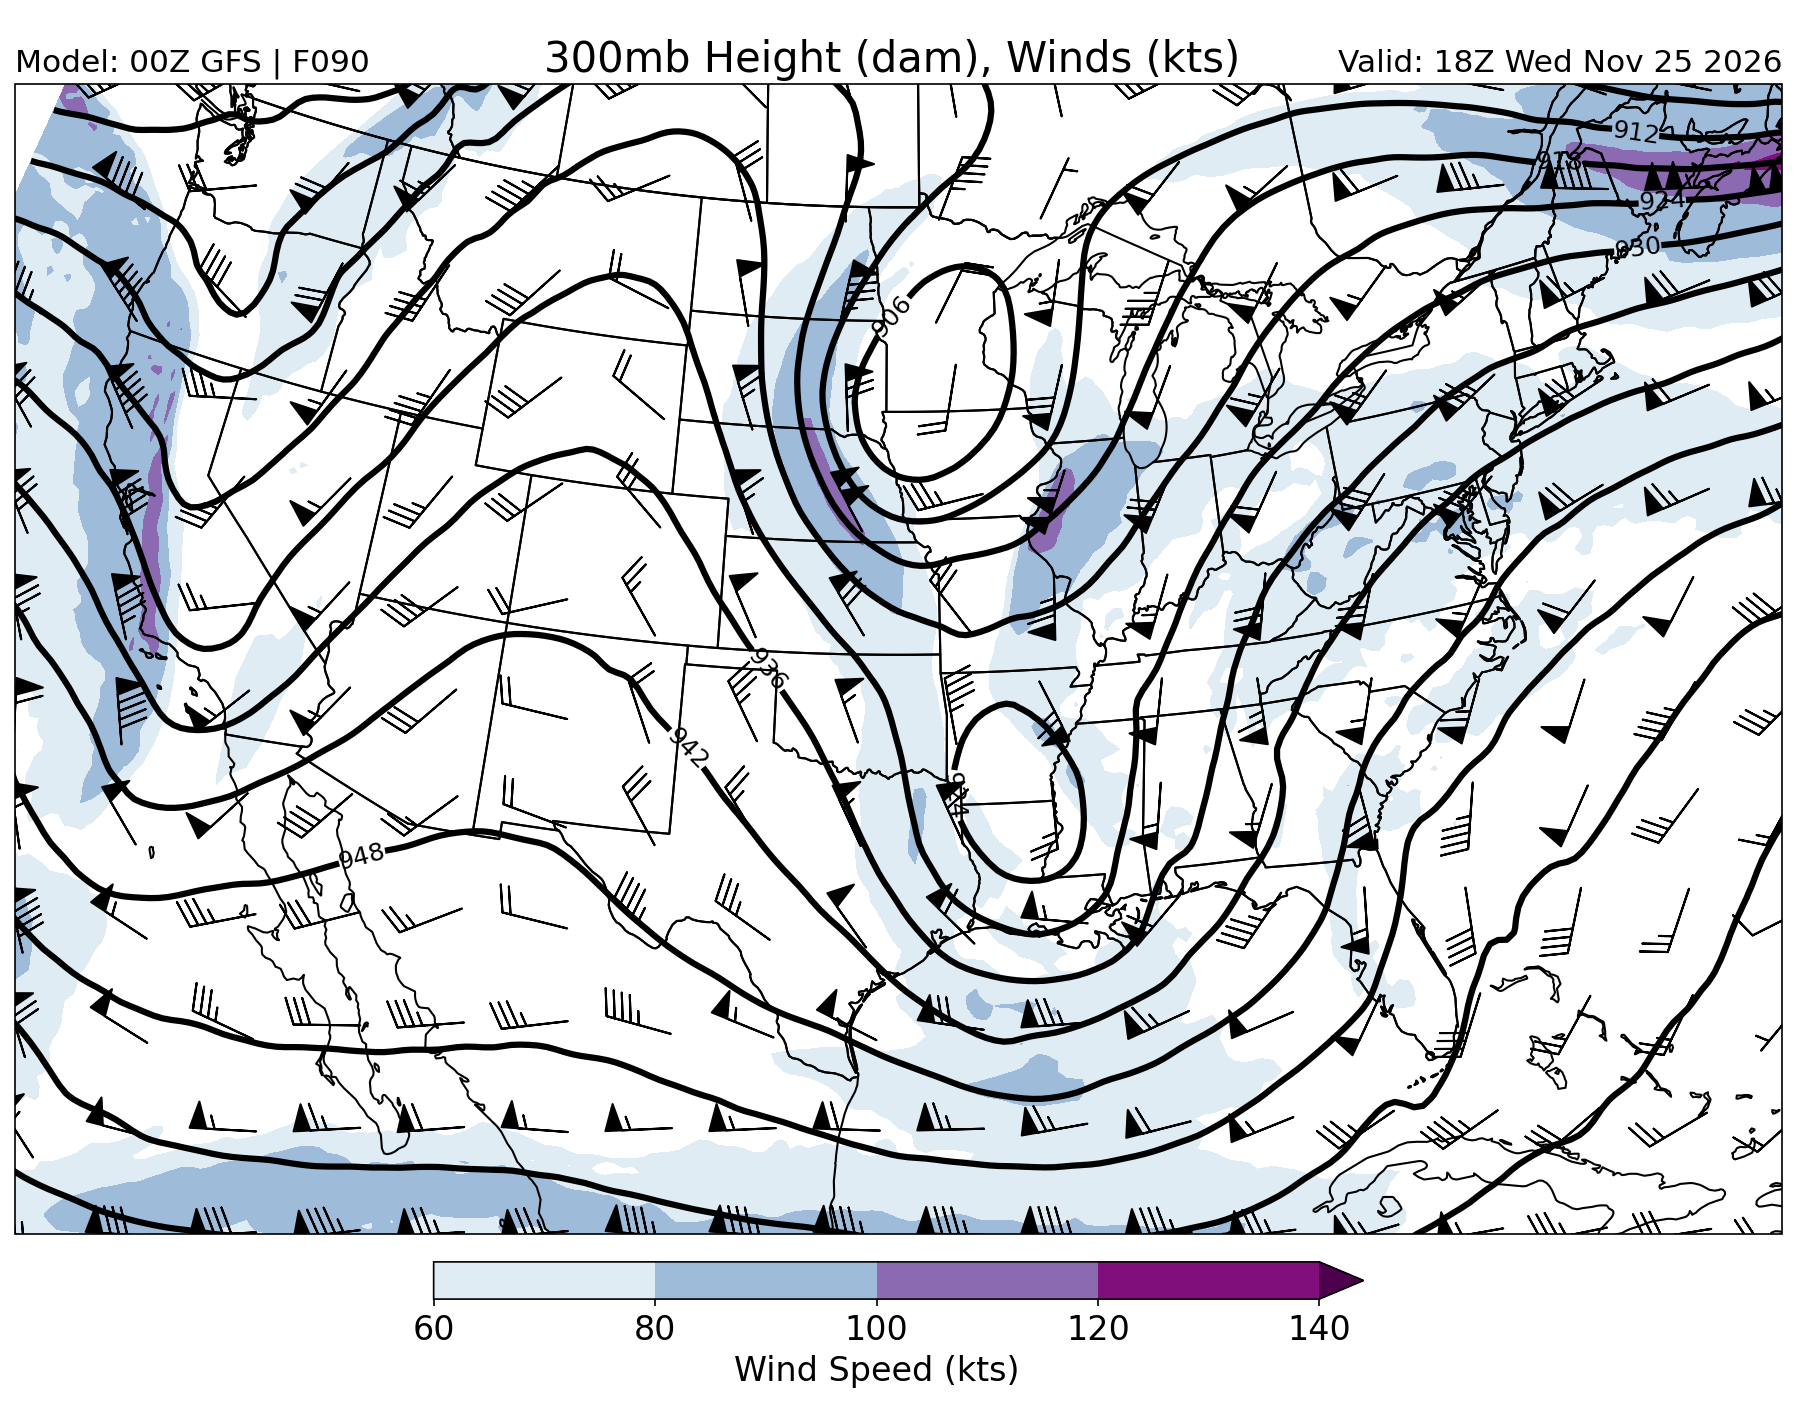 Model: 00Z GFS | F090
300mb Height (dam), Winds (kts)
Valid: 18Z Wed Nov 25 2026
912
918
924
930
906
936
942
924
948
60 80 100 120 140
Wind Speed (kts)